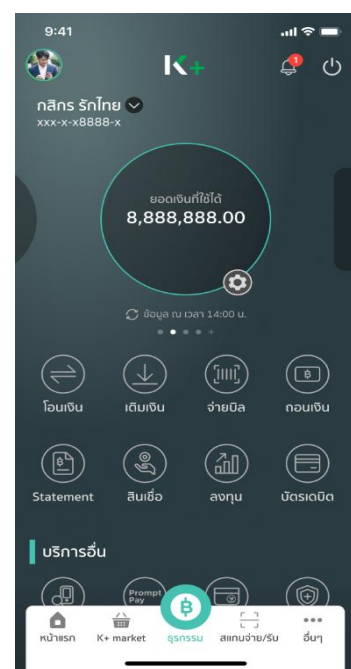 9:41
K+
1
กสิกร รักไทย
xxx-x-x8888-x
ยอดเงินที่ใช้ได้
8,888,888.00
ข้อมูล ณ เวลา 14:00 น.
โอนเงิน เติมเงิน จ่ายบิล ถอนเงิน
Statement สินเชื่อ ลงทุน บัตรเดบิต
บริการอื่น
Prompt
Pay
หน้าแรก K+ market ธุรกรรม สแกนจ่าย/รับ อื่นๆ